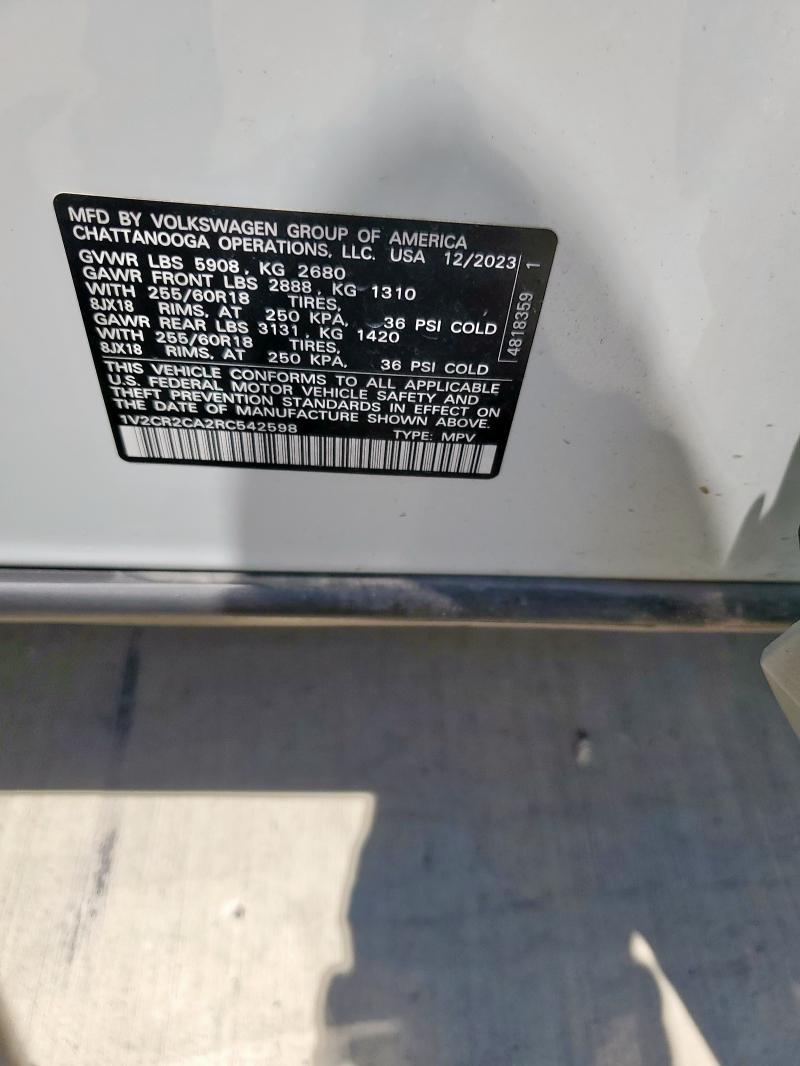 MFD BY VOLKSWAGEN GROUP OF AMERICA
CHATTANOOGA OPERATIONS, LLC. USA 12/2023
GVWR LBS 5908, KG 2680
GAWR FRONT LBS 2888, KG 1310
WITH 255/60R18 TIRES,
8JX18 RIMS, AT 250 KPA, 36 PSI COLD
GAWR REAR LBS 3131, KG 1420
WITH 255/60R18 TIRES,
8JX18 RIMS, AT 250 KPA, 36 PSI COLD
THIS VEHICLE CONFORMS TO ALL APPLICABLE
U.S. FEDERAL MOTOR VEHICLE SAFETY AND
THEFT PREVENTION STANDARDS IN EFFECT ON
THE DATE OF MANUFACTURE SHOWN ABOVE.
1V2CR2CA2RC542598 TYPE: MPV
4818359 1